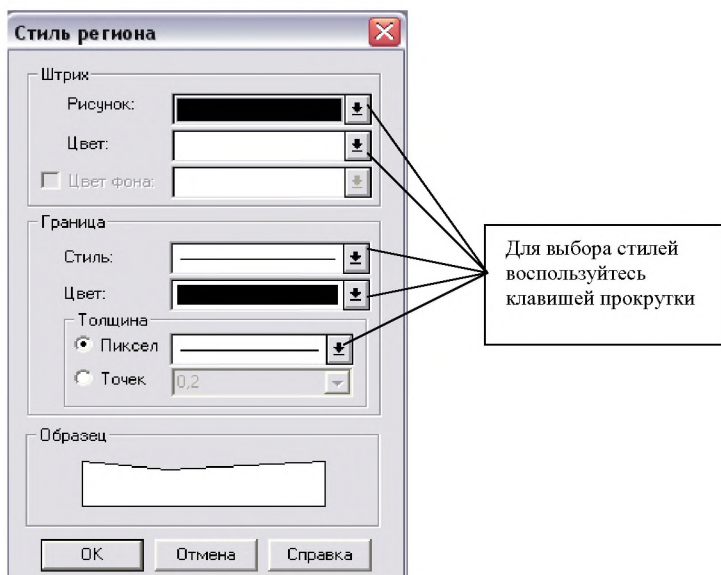 Стиль региона
Штрих
Рисунок:
Цвет:
Цвет фона:
Граница
Стиль:
Цвет:
Толщина
Пиксел
Точек
0,2
Образец
OK
Отмена
Справка
Для выбора стилей
воспользуйтесь
клавишей прокрутки